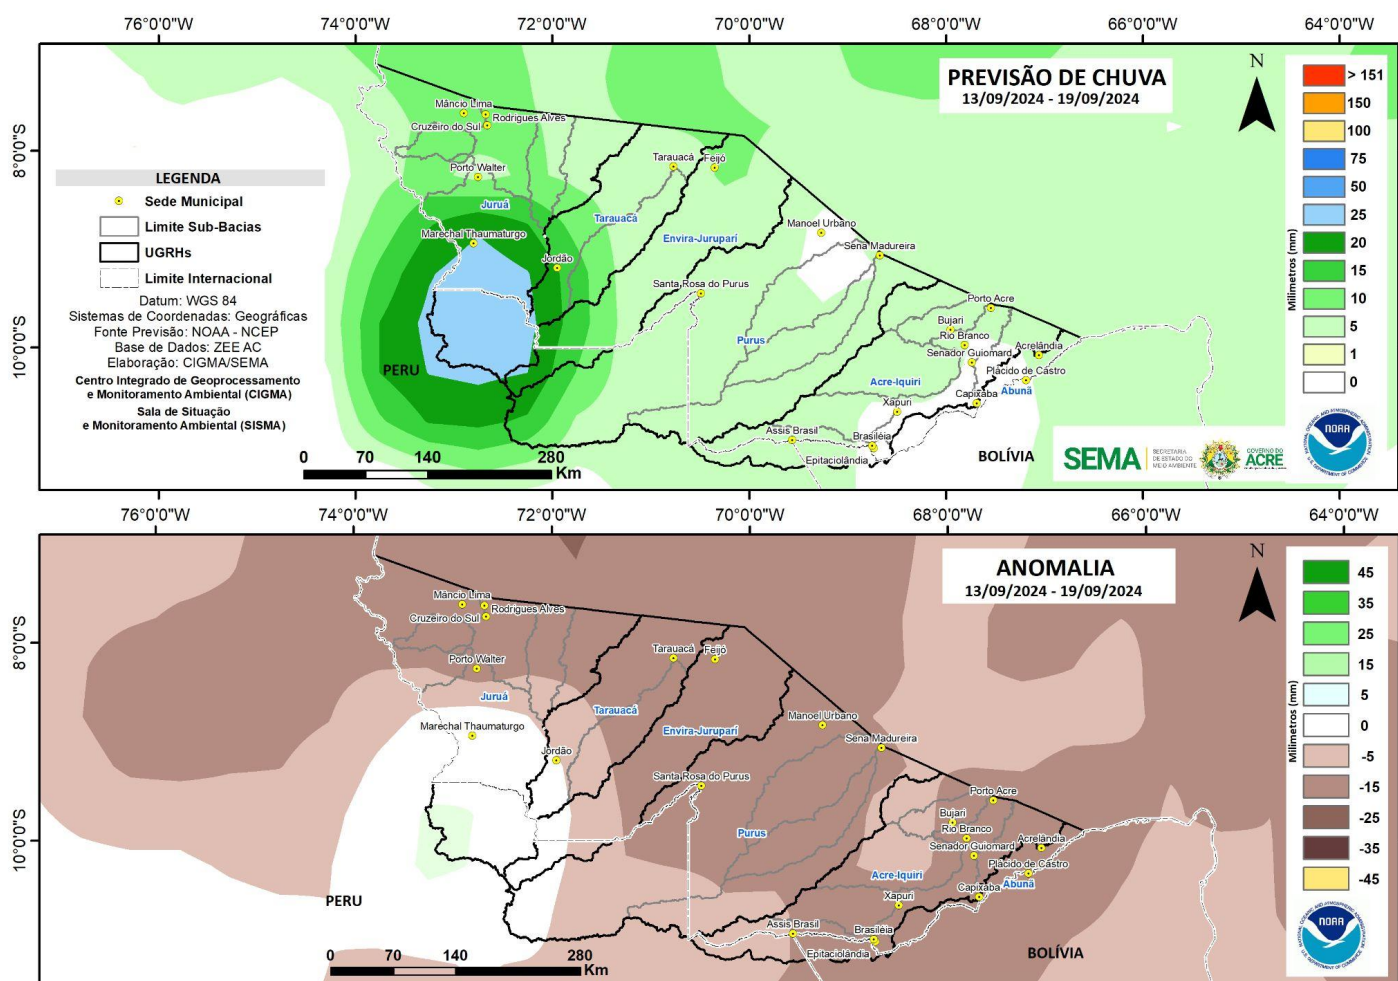 76°0'0"W 74°0'0"W 72°0'0"W 70°0'0"W 68°0'0"W 66°0'0"W 64°0'0"W
PREVISÃO DE CHUVA
13/09/2024 - 19/09/2024
N
> 151
150
100
75
50
25
20
15
10
5
1
0
Milímetros (mm)
8°0'0"S
10°0'0"S
LEGENDA
Sede Municipal
Limite Sub-Bacias
UGRHs
Limite Internacional
Datum: WGS 84
Sistemas de Coordenadas: Geográficas
Fonte Previsão: NOAA - NCEP
Base de Dados: ZEE AC
Elaboração: CIGMA/SEMA
Centro Integrado de Geoprocessamento
e Monitoramento Ambiental (CIGMA)
Sala de Situação
e Monitoramento Ambiental (SISMA)
Mâncio Lima
Rodrigues Alves
Cruzeiro do Sul
Porto Walter
Juruá
Marechal Thaumaturgo
Jordão
Tarauacá
Feijó
Tarauacá
Envira-Jurupari
Manoel Urbano
Sena Madureira
Santa Rosa do Purus
Purus
Porto Acre
Bujari
Rio Branco
Senador Guiomard
Acrelândia
Plácido de Castro
Abunã
Acre-Iquiri
Capixaba
Xapuri
Assis Brasil
Brasiléia
Epitaciolândia
PERU
BOLÍVIA
0 70 140 280
Km
SEMA
SECRETARIA
DE ESTADO DO
MEIO AMBIENTE
GOVERNO DO
ACRE
NOAA
76°0'0"W 74°0'0"W 72°0'0"W 70°0'0"W 68°0'0"W 66°0'0"W 64°0'0"W
ANOMALIA
13/09/2024 - 19/09/2024
N
45
35
25
15
5
0
-5
-15
-25
-35
-45
Milímetros (mm)
8°0'0"S
10°0'0"S
Mâncio Lima
Rodrigues Alves
Cruzeiro do Sul
Porto Walter
Juruá
Marechal Thaumaturgo
Jordão
Tarauacá
Feijó
Tarauacá
Envira-Jurupari
Manoel Urbano
Sena Madureira
Santa Rosa do Purus
Purus
Porto Acre
Bujari
Rio Branco
Senador Guiomard
Acrelândia
Plácido de Castro
Abunã
Acre-Iquiri
Capixaba
Xapuri
Assis Brasil
Brasiléia
Epitaciolândia
PERU
BOLÍVIA
0 70 140 280
Km
NOAA